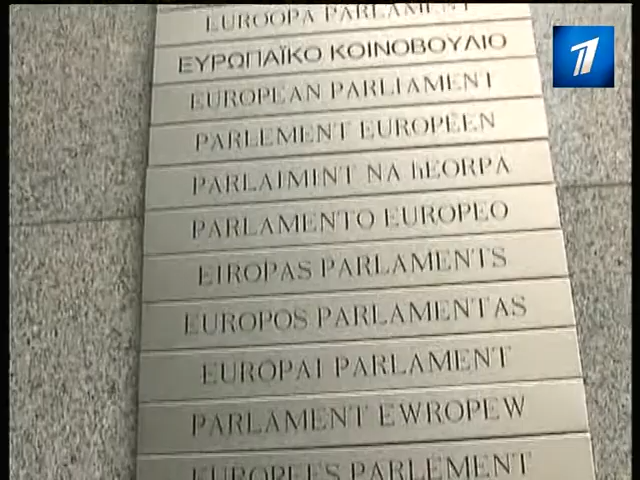 EUROOPA PARLAMENT
1
ΕΥΡΩΠΑΪΚΟ ΚΟΙΝΟΒΟΥΛΙΟ
EUROPEAN PARLIAMENT
PARLEMENT EUROPÉEN
PARLAIMINT NA hEORPA
PARLAMENTO EUROPEO
EIROPAS PARLAMENTS
EUROPOS PARLAMENTAS
EURÓPAI PARLAMENT
PARLAMENT EWROPEW
EUROPEES PARLEMENT